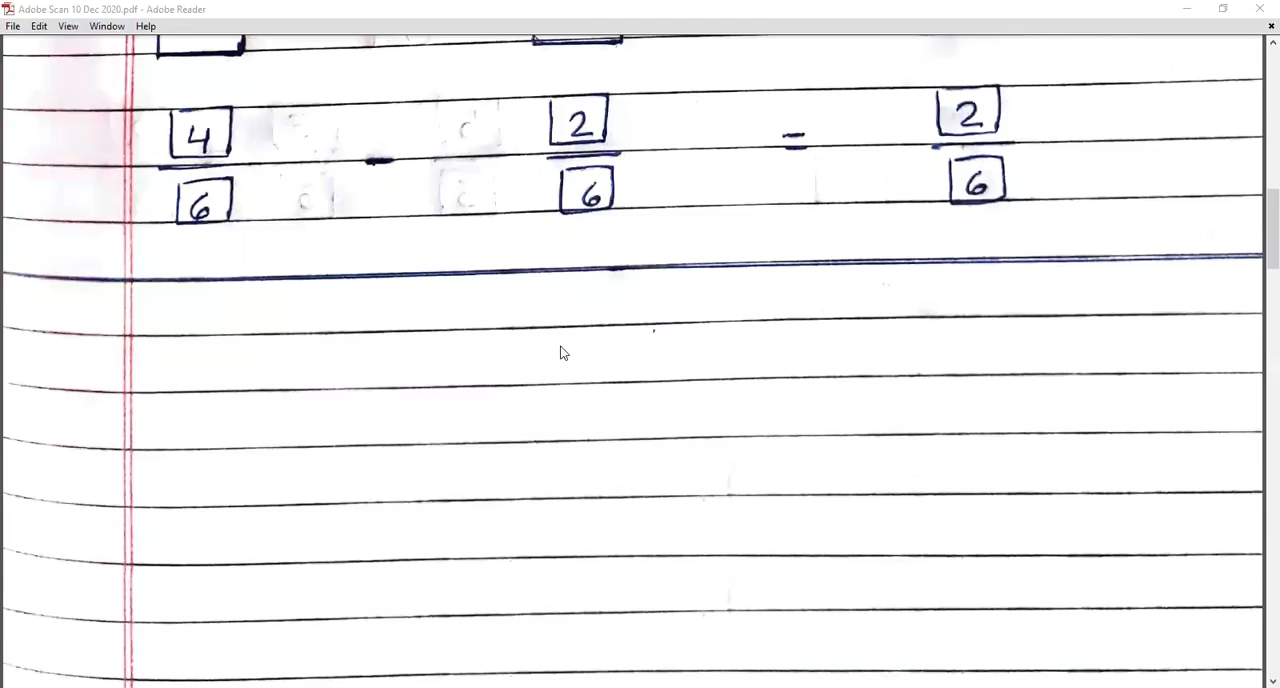 Adobe Scan 10 Dec 2020.pdf - Adobe Reader
File Edit View Window Help
4 2 2
- =
6 6 6